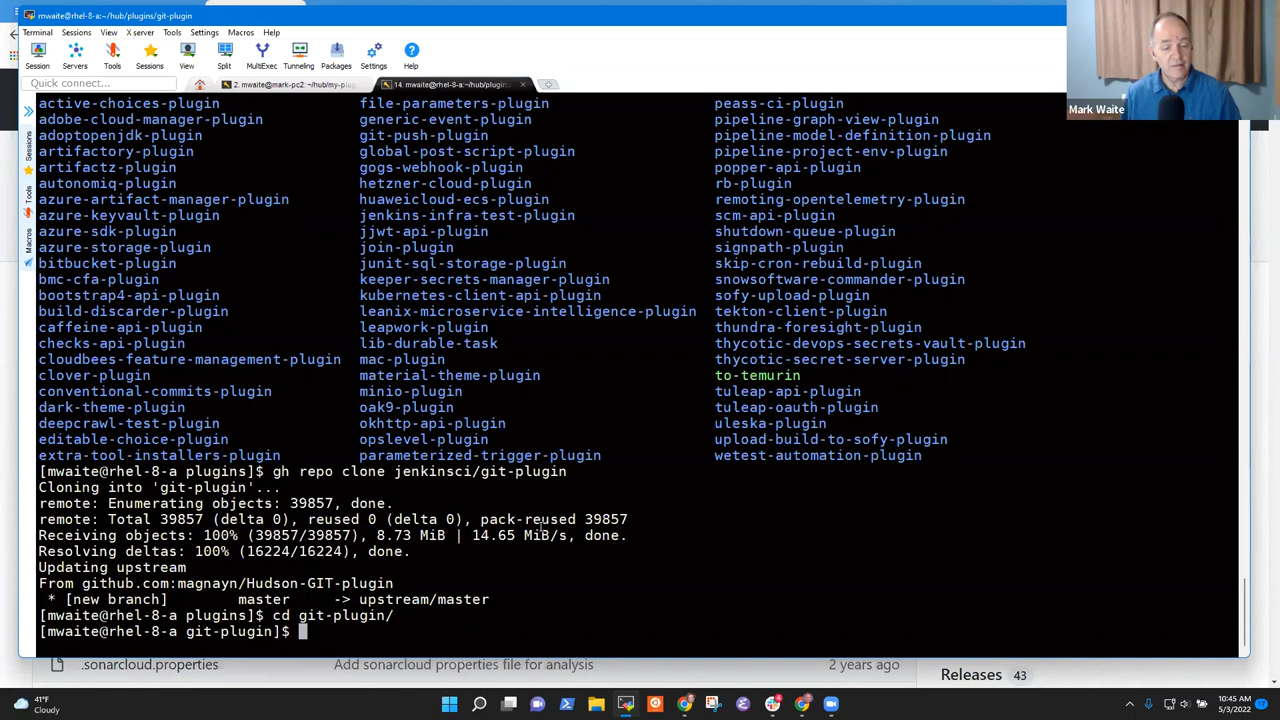 mwaite@rhel-8-a:~/hub/plugins/git-plugin
Terminal Sessions View X server Tools Settings Macros Help
Session Servers Tools Sessions View Split MultiExec Tunneling Packages Settings Help
Quick connect...
2. mwaite@mark-pc2: ~/hub/my-plug
14. mwaite@rhel-8-a:~/hub/plugin
Mark Waite
Sessions
Tools
Macros
active-choices-plugin file-parameters-plugin peass-ci-plugin
adobe-cloud-manager-plugin generic-event-plugin pipeline-graph-view-plugin
adoptopenjdk-plugin git-push-plugin pipeline-model-definition-plugin
artifactory-plugin global-post-script-plugin pipeline-project-env-plugin
artifactz-plugin gogs-webhook-plugin popper-api-plugin
autonomiq-plugin hetzner-cloud-plugin rb-plugin
azure-artifact-manager-plugin huaweicloud-ecs-plugin remoting-opentelemetry-plugin
azure-keyvault-plugin jenkins-infra-test-plugin scm-api-plugin
azure-sdk-plugin jjwt-api-plugin shutdown-queue-plugin
azure-storage-plugin join-plugin signpath-plugin
bitbucket-plugin junit-sql-storage-plugin skip-cron-rebuild-plugin
bmc-cfa-plugin keeper-secrets-manager-plugin snowsoftware-commander-plugin
bootstrap4-api-plugin kubernetes-client-api-plugin sofy-upload-plugin
build-discarder-plugin leanix-microservice-intelligence-plugin tekton-client-plugin
caffeine-api-plugin leapwork-plugin thundra-foresight-plugin
checks-api-plugin lib-durable-task thycotic-devops-secrets-vault-plugin
cloudbees-feature-management-plugin mac-plugin thycotic-secret-server-plugin
clover-plugin material-theme-plugin to-temurin
conventional-commits-plugin minio-plugin tuleap-api-plugin
dark-theme-plugin oak9-plugin tuleap-oauth-plugin
deepcrawl-test-plugin okhttp-api-plugin uleska-plugin
editable-choice-plugin opslevel-plugin upload-build-to-sofy-plugin
extra-tool-installers-plugin parameterized-trigger-plugin wetest-automation-plugin
[mwaite@rhel-8-a plugins]$ gh repo clone jenkinsci/git-plugin
Cloning into 'git-plugin'...
remote: Enumerating objects: 39857, done.
remote: Total 39857 (delta 0), reused 0 (delta 0), pack-reused 39857
Receiving objects: 100% (39857/39857), 8.73 MiB | 14.65 MiB/s, done.
Resolving deltas: 100% (16224/16224), done.
Updating upstream
From github.com:magnayn/Hudson-GIT-plugin
* [new branch] master -> upstream/master
[mwaite@rhel-8-a plugins]$ cd git-plugin/
[mwaite@rhel-8-a git-plugin]$
.sonarcloud.properties Add sonarcloud properties file for analysis 2 years ago
Releases 43
41°F
Cloudy
10:45 AM
5/3/2022
17